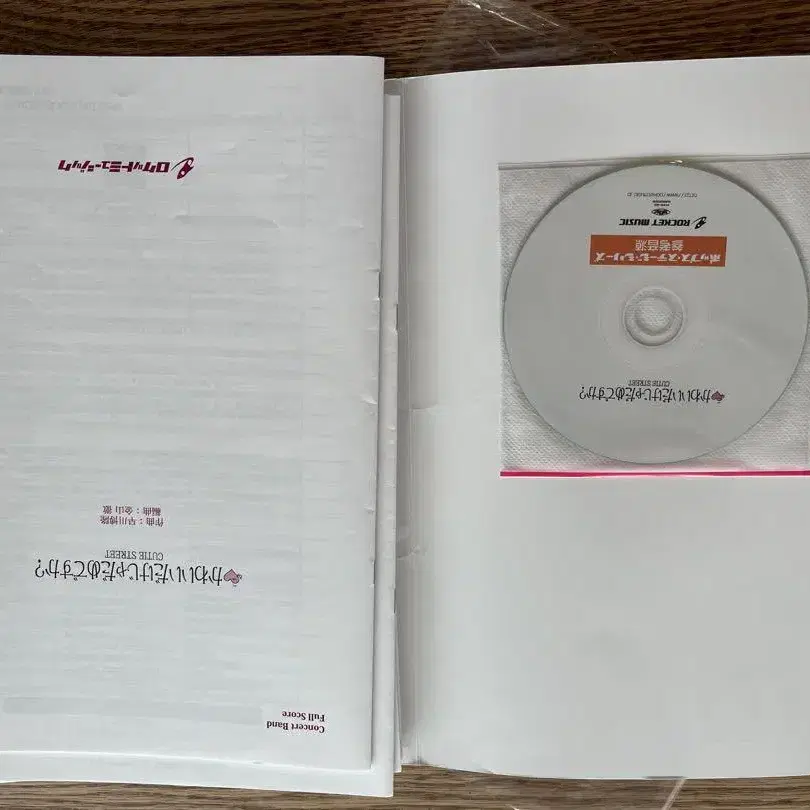 Concert Band
Full Score
かわいいだけじゃだめですか?
CUTIE STREET
作曲：早川博隆
編曲：金山 徹
ロケットミュージック
かわいいだけじゃだめですか?
CUTIE STREET
ポップス・ステージ・シリーズ
参考音源
ROCKET MUSIC